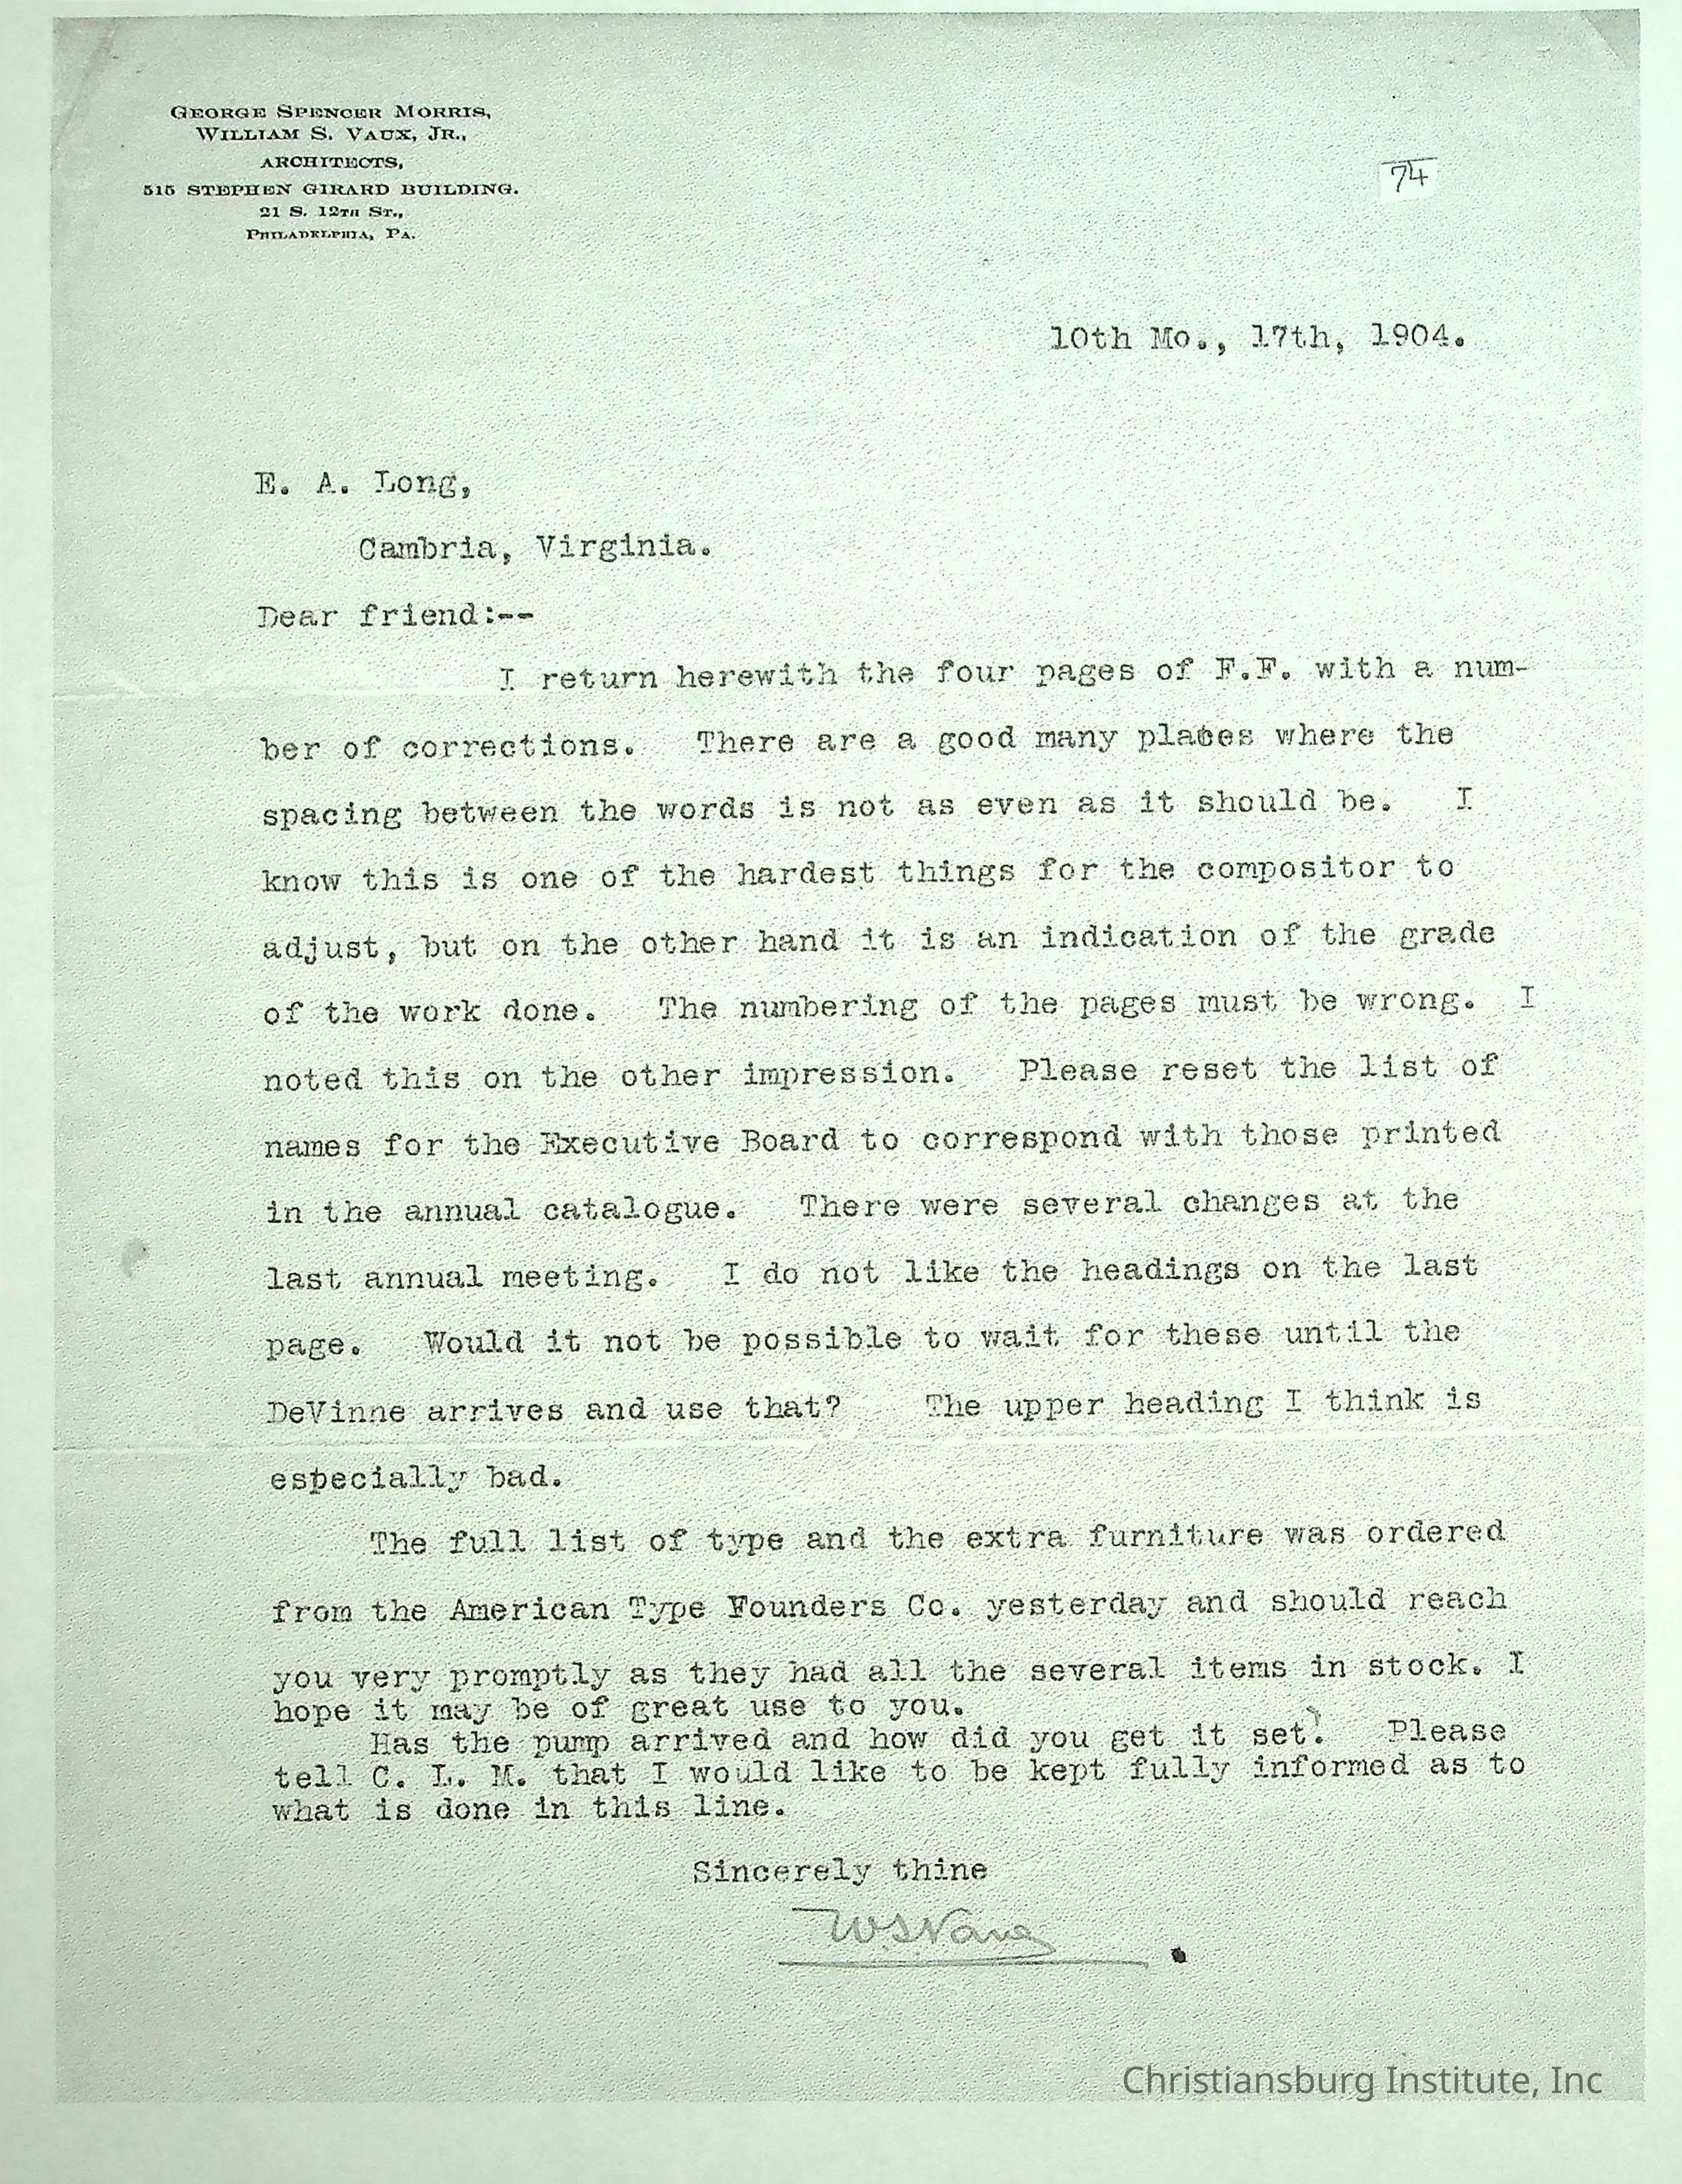 GEORGE SPENCER MORRIS,
WILLIAM S. VAUX, JR.,
ARCHITECTS,
515 STEPHEN GIRARD BUILDING.
21 S. 12TH ST.,
PHILADELPHIA, PA.
74
10th Mo., 17th, 1904.
E. A. Long,
Cambria, Virginia.
Dear friend:--
I return herewith the four pages of F.F. with a num-
ber of corrections. There are a good many places where the
spacing between the words is not as even as it should be. I
know this is one of the hardest things for the compositor to
adjust, but on the other hand it is an indication of the grade
of the work done. The numbering of the pages must be wrong. I
noted this on the other impression. Please reset the list of
names for the Executive Board to correspond with those printed
in the annual catalogue. There were several changes at the
last annual meeting. I do not like the headings on the last
page. Would it not be possible to wait for these until the
DeVinne arrives and use that? The upper heading I think is
especially bad.
The full list of type and the extra furniture was ordered
from the American Type Founders Co. yesterday and should reach
you very promptly as they had all the several items in stock. I
hope it may be of great use to you.
Has the pump arrived and how did you get it set? Please
tell C. L. M. that I would like to be kept fully informed as to
what is done in this line.
Sincerely thine
W.S.Vaux
Christiansburg Institute, Inc